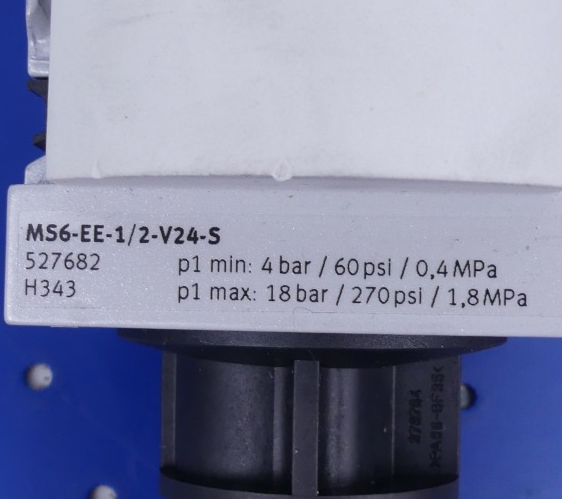 MS6-EE-1/2-V24-S
527682 p1 min: 4 bar / 60 psi / 0,4 MPa
H343 p1 max: 18 bar / 270 psi / 1,8 MPa